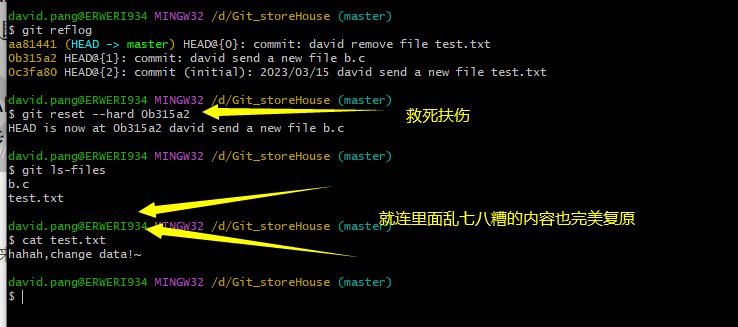 david.pang@ERWERI934 MINGW32 /d/Git_storeHouse (master)
$ git reflog
aa81441 (HEAD -> master) HEAD@{0}: commit: david remove file test.txt
0b315a2 HEAD@{1}: commit: david send a new file b.c
0c3fa80 HEAD@{2}: commit (initial): 2023/03/15 david send a new file test.txt
david.pang@ERWERI934 MINGW32 /d/Git_storeHouse (master)
$ git reset --hard 0b315a2
救死扶伤
HEAD is now at 0b315a2 david send a new file b.c
david.pang@ERWERI934 MINGW32 /d/Git_storeHouse (master)
$ git ls-files
b.c
test.txt
就连里面乱七八糟的内容也完美复原
david.pang@ERWERI934 MINGW32 /d/Git_storeHouse (master)
$ cat test.txt
hahah,change data!~
david.pang@ERWERI934 MINGW32 /d/Git_storeHouse (master)
$